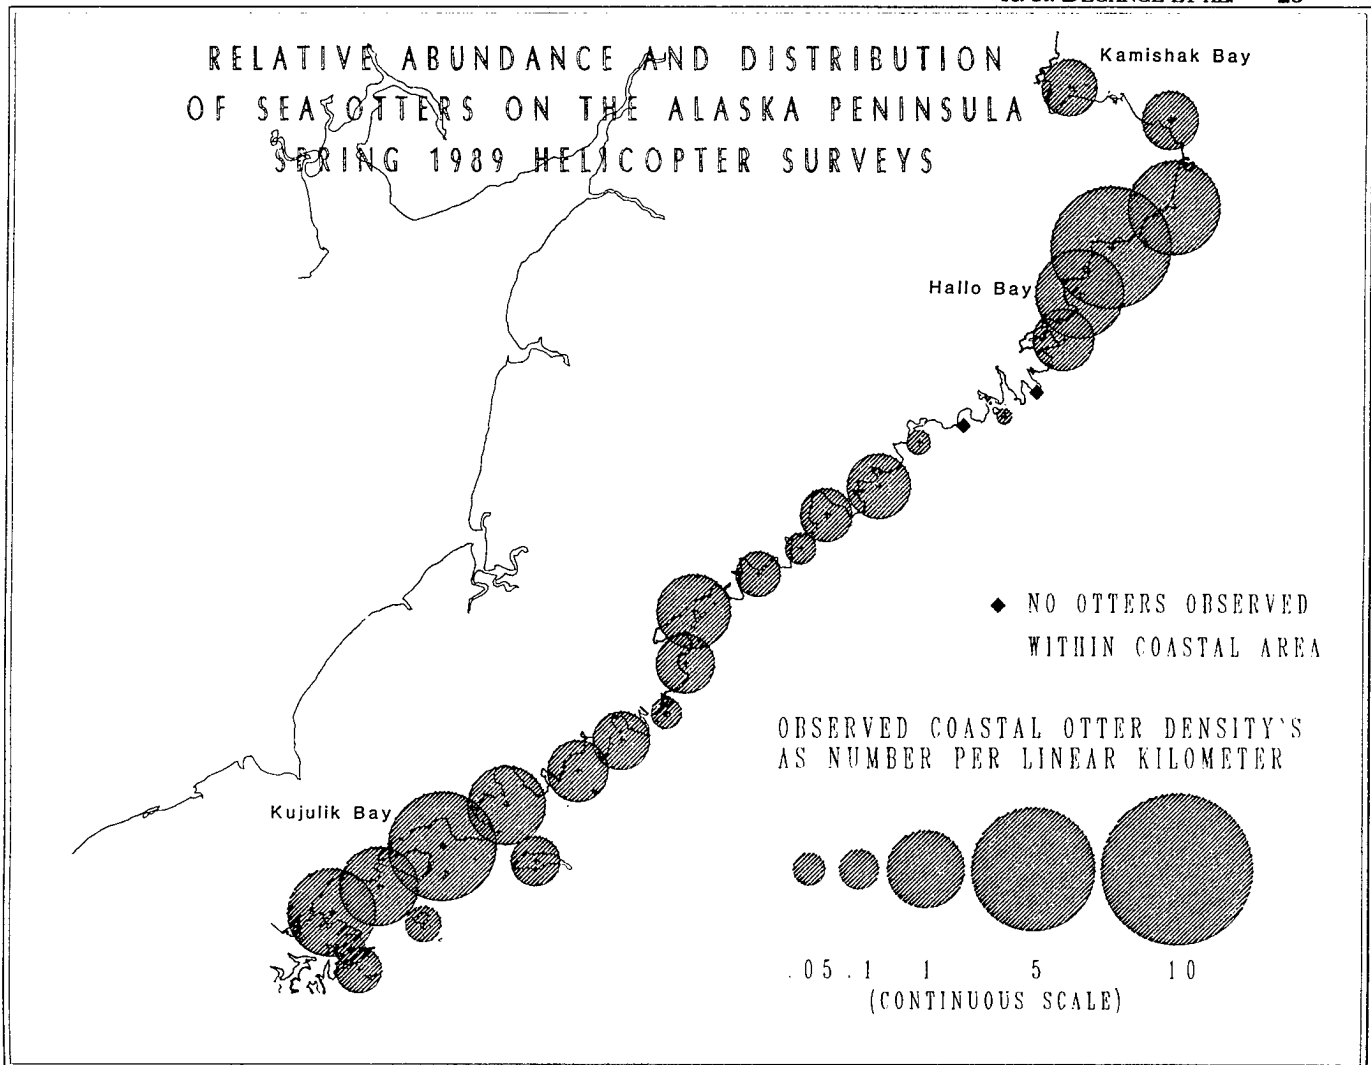 RELATIVE ABUNDANCE AND DISTRIBUTION
OF SEA OTTERS ON THE ALASKA PENINSULA
SPRING 1989 HELICOPTER SURVEYS
Kamishak Bay
Hallo Bay
◆ NO OTTERS OBSERVED
WITHIN COASTAL AREA
OBSERVED COASTAL OTTER DENSITY'S
AS NUMBER PER LINEAR KILOMETER
Kujulik Bay
.05 .1 1 5 10
(CONTINUOUS SCALE)